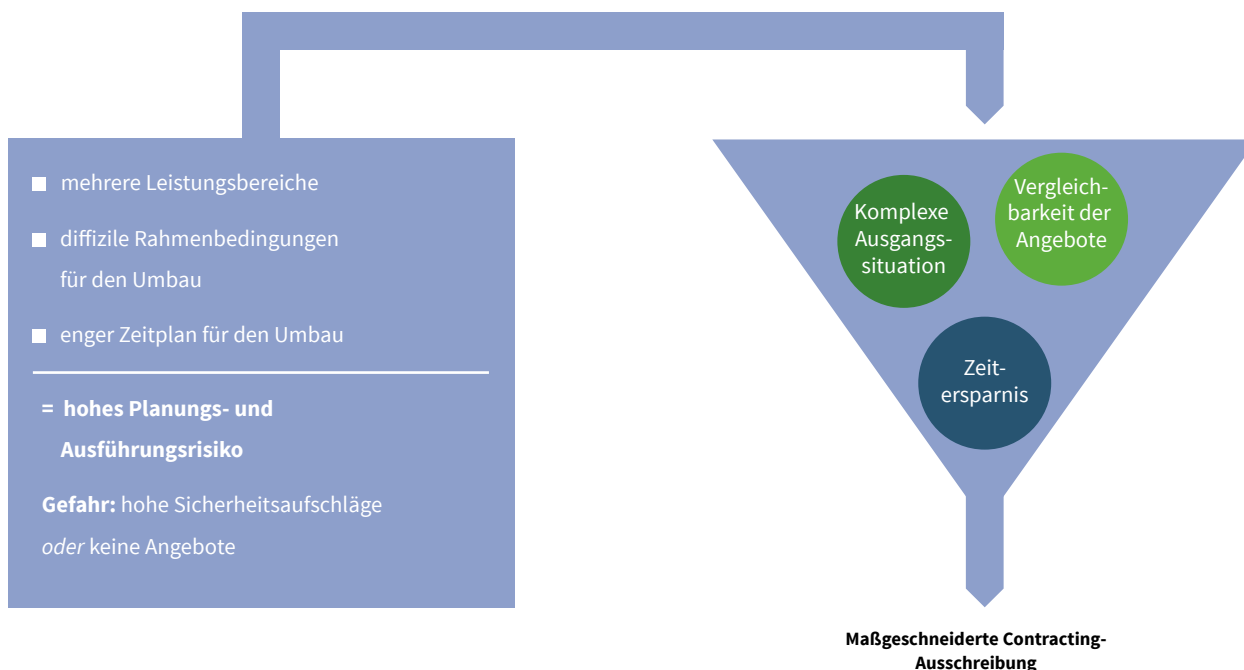 mehrere Leistungsbereiche
diffizile Rahmenbedingungen
für den Umbau
enger Zeitplan für den Umbau
= hohes Planungs- und
Ausführungsrisiko
Gefahr: hohe Sicherheitsaufschläge
oder keine Angebote
Komplexe
Ausgangs-
situation
Vergleich-
barkeit der
Angebote
Zeit-
ersparnis
Maßgeschneiderte Contracting-
Ausschreibung